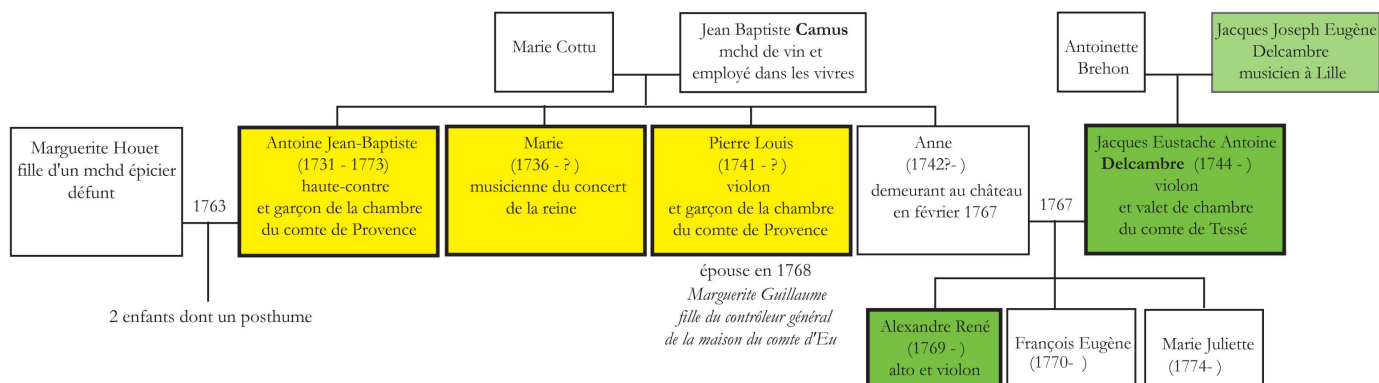 Marie Cottu
Jean Baptiste Camus
mchd de vin et
employé dans les vivres
Antoinette
Brehon
Jacques Joseph Eugène
Delcambre
musicien à Lille
Marguerite Houet
fille d'un mchd épicier
défunt
1763
Antoine Jean-Baptiste
(1731 - 1773)
haute-contre
et garçon de la chambre
du comte de Provence
Marie
(1736 - ? )
musicienne du concert
de la reine
Pierre Louis
(1741 - ? )
violon
et garçon de la chambre
du comte de Provence
Anne
(1742?- )
demeurant au château
en février 1767
1767
Jacques Eustache Antoine
Delcambre (1744 - )
violon
et valet de chambre
du comte de Tessé
2 enfants dont un posthume
épouse en 1768
Marguerite Guillaume
fille du contrôleur général
de la maison du comte d'Eu
Alexandre René
(1769 - )
alto et violon
François Eugène
(1770- )
Marie Juliette
(1774- )